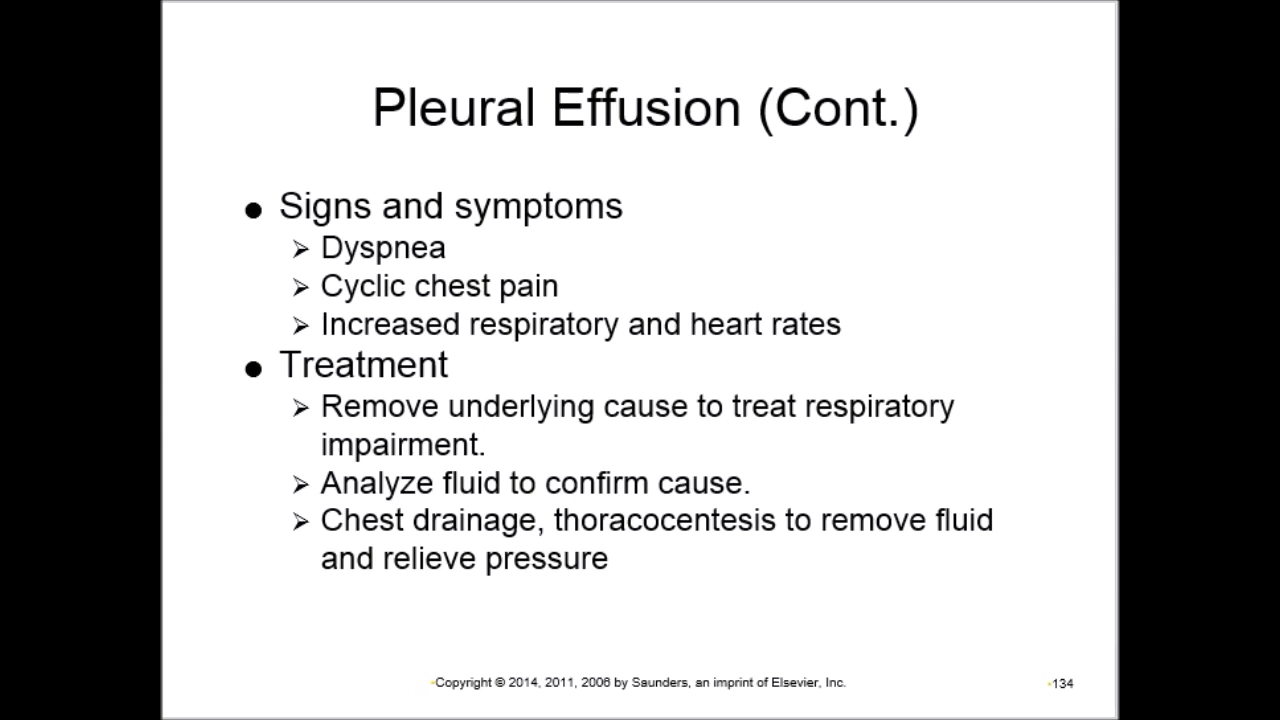 Pleural Effusion (Cont.)
● Signs and symptoms
➢ Dyspnea
➢ Cyclic chest pain
➢ Increased respiratory and heart rates
● Treatment
➢ Remove underlying cause to treat respiratory
impairment.
➢ Analyze fluid to confirm cause.
➢ Chest drainage, thoracocentesis to remove fluid
and relieve pressure
Copyright © 2014, 2011, 2006 by Saunders, an imprint of Elsevier, Inc.
134